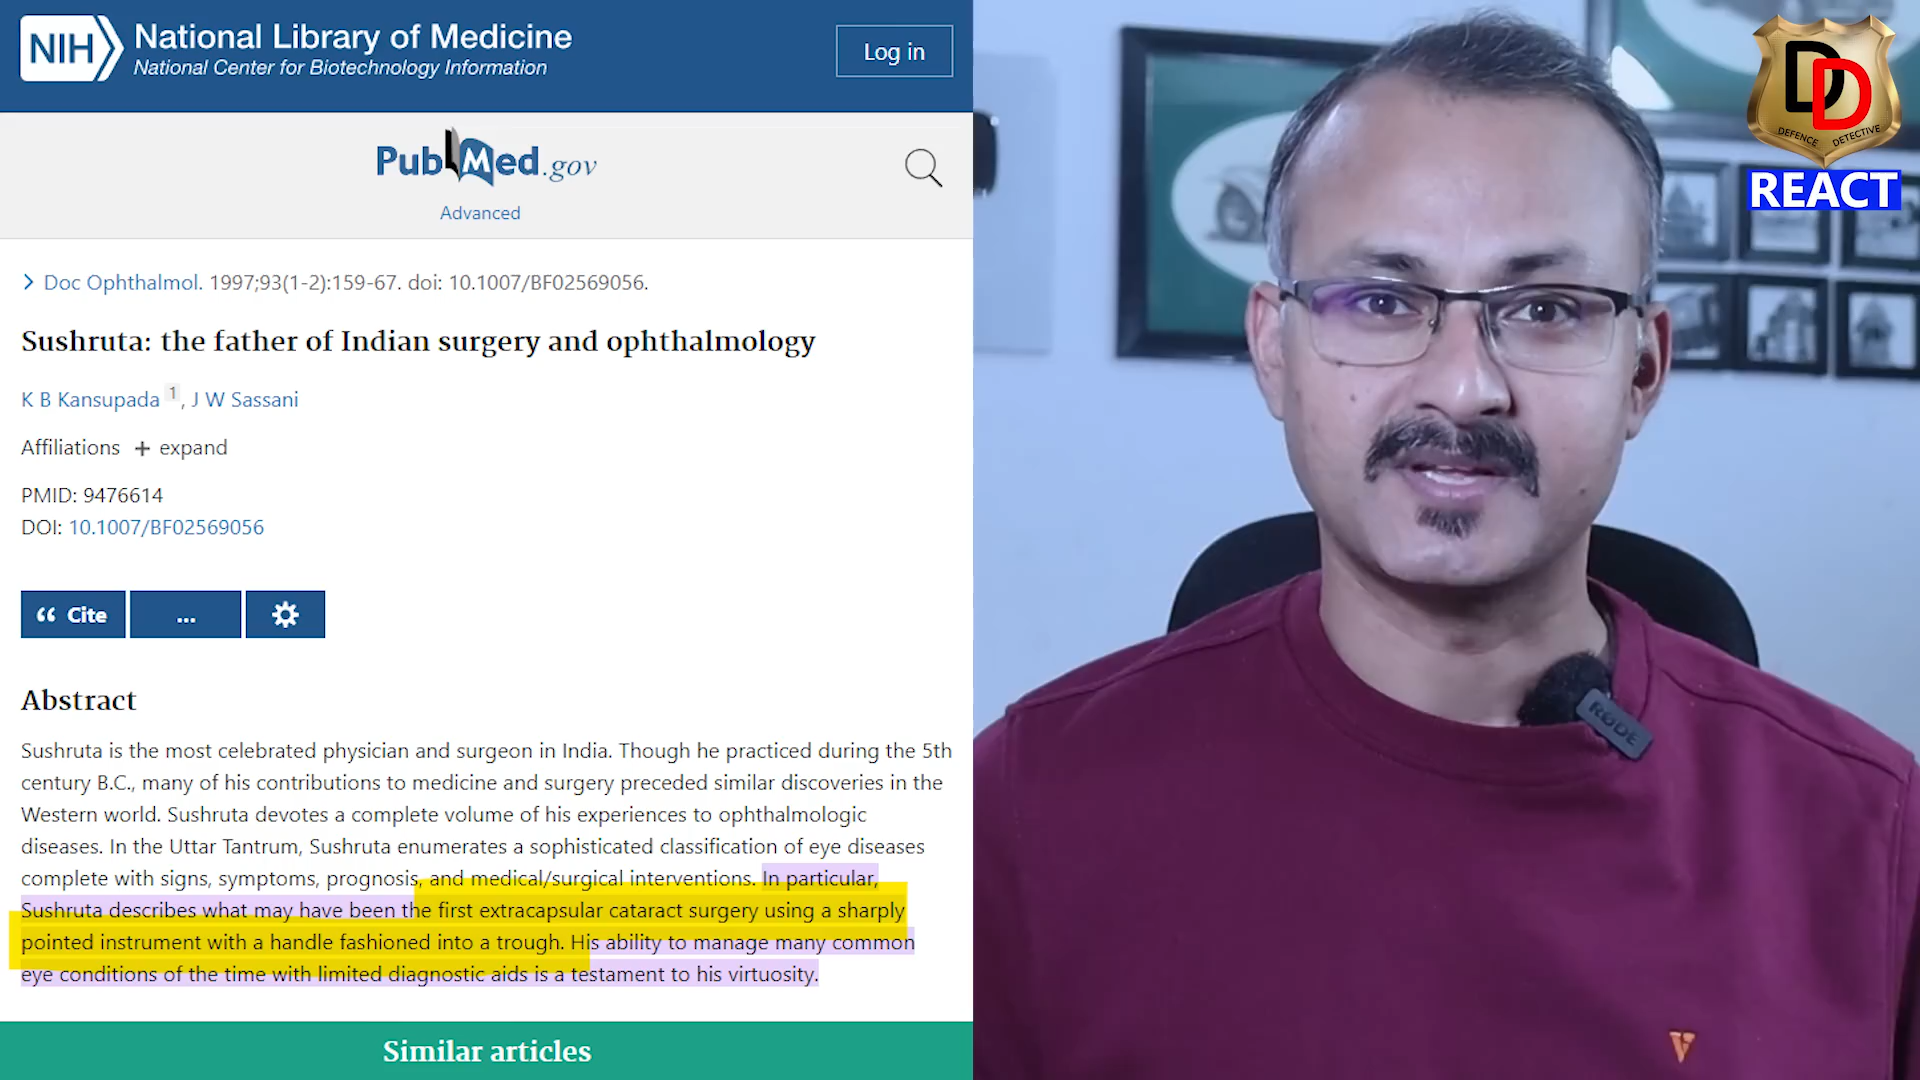 NIH
National Library of Medicine
National Center for Biotechnology Information
Log in
PubMed.gov
Advanced
Doc Ophthalmol. 1997;93(1-2):159-67. doi: 10.1007/BF02569056.
Sushruta: the father of Indian surgery and ophthalmology
K B Kansupada 1, J W Sassani
Affiliations + expand
PMID: 9476614
DOI: 10.1007/BF02569056
“ Cite
...
Abstract
Sushruta is the most celebrated physician and surgeon in India. Though he practiced during the 5th
century B.C., many of his contributions to medicine and surgery preceded similar discoveries in the
Western world. Sushruta devotes a complete volume of his experiences to ophthalmologic
diseases. In the Uttar Tantrum, Sushruta enumerates a sophisticated classification of eye diseases
complete with signs, symptoms, prognosis, and medical/surgical interventions. In particular,
Sushruta describes what may have been the first extracapsular cataract surgery using a sharply
pointed instrument with a handle fashioned into a trough. His ability to manage many common
eye conditions of the time with limited diagnostic aids is a testament to his virtuosity.
Similar articles
DD
DEFENCE DETECTIVE
REACT
RØDE